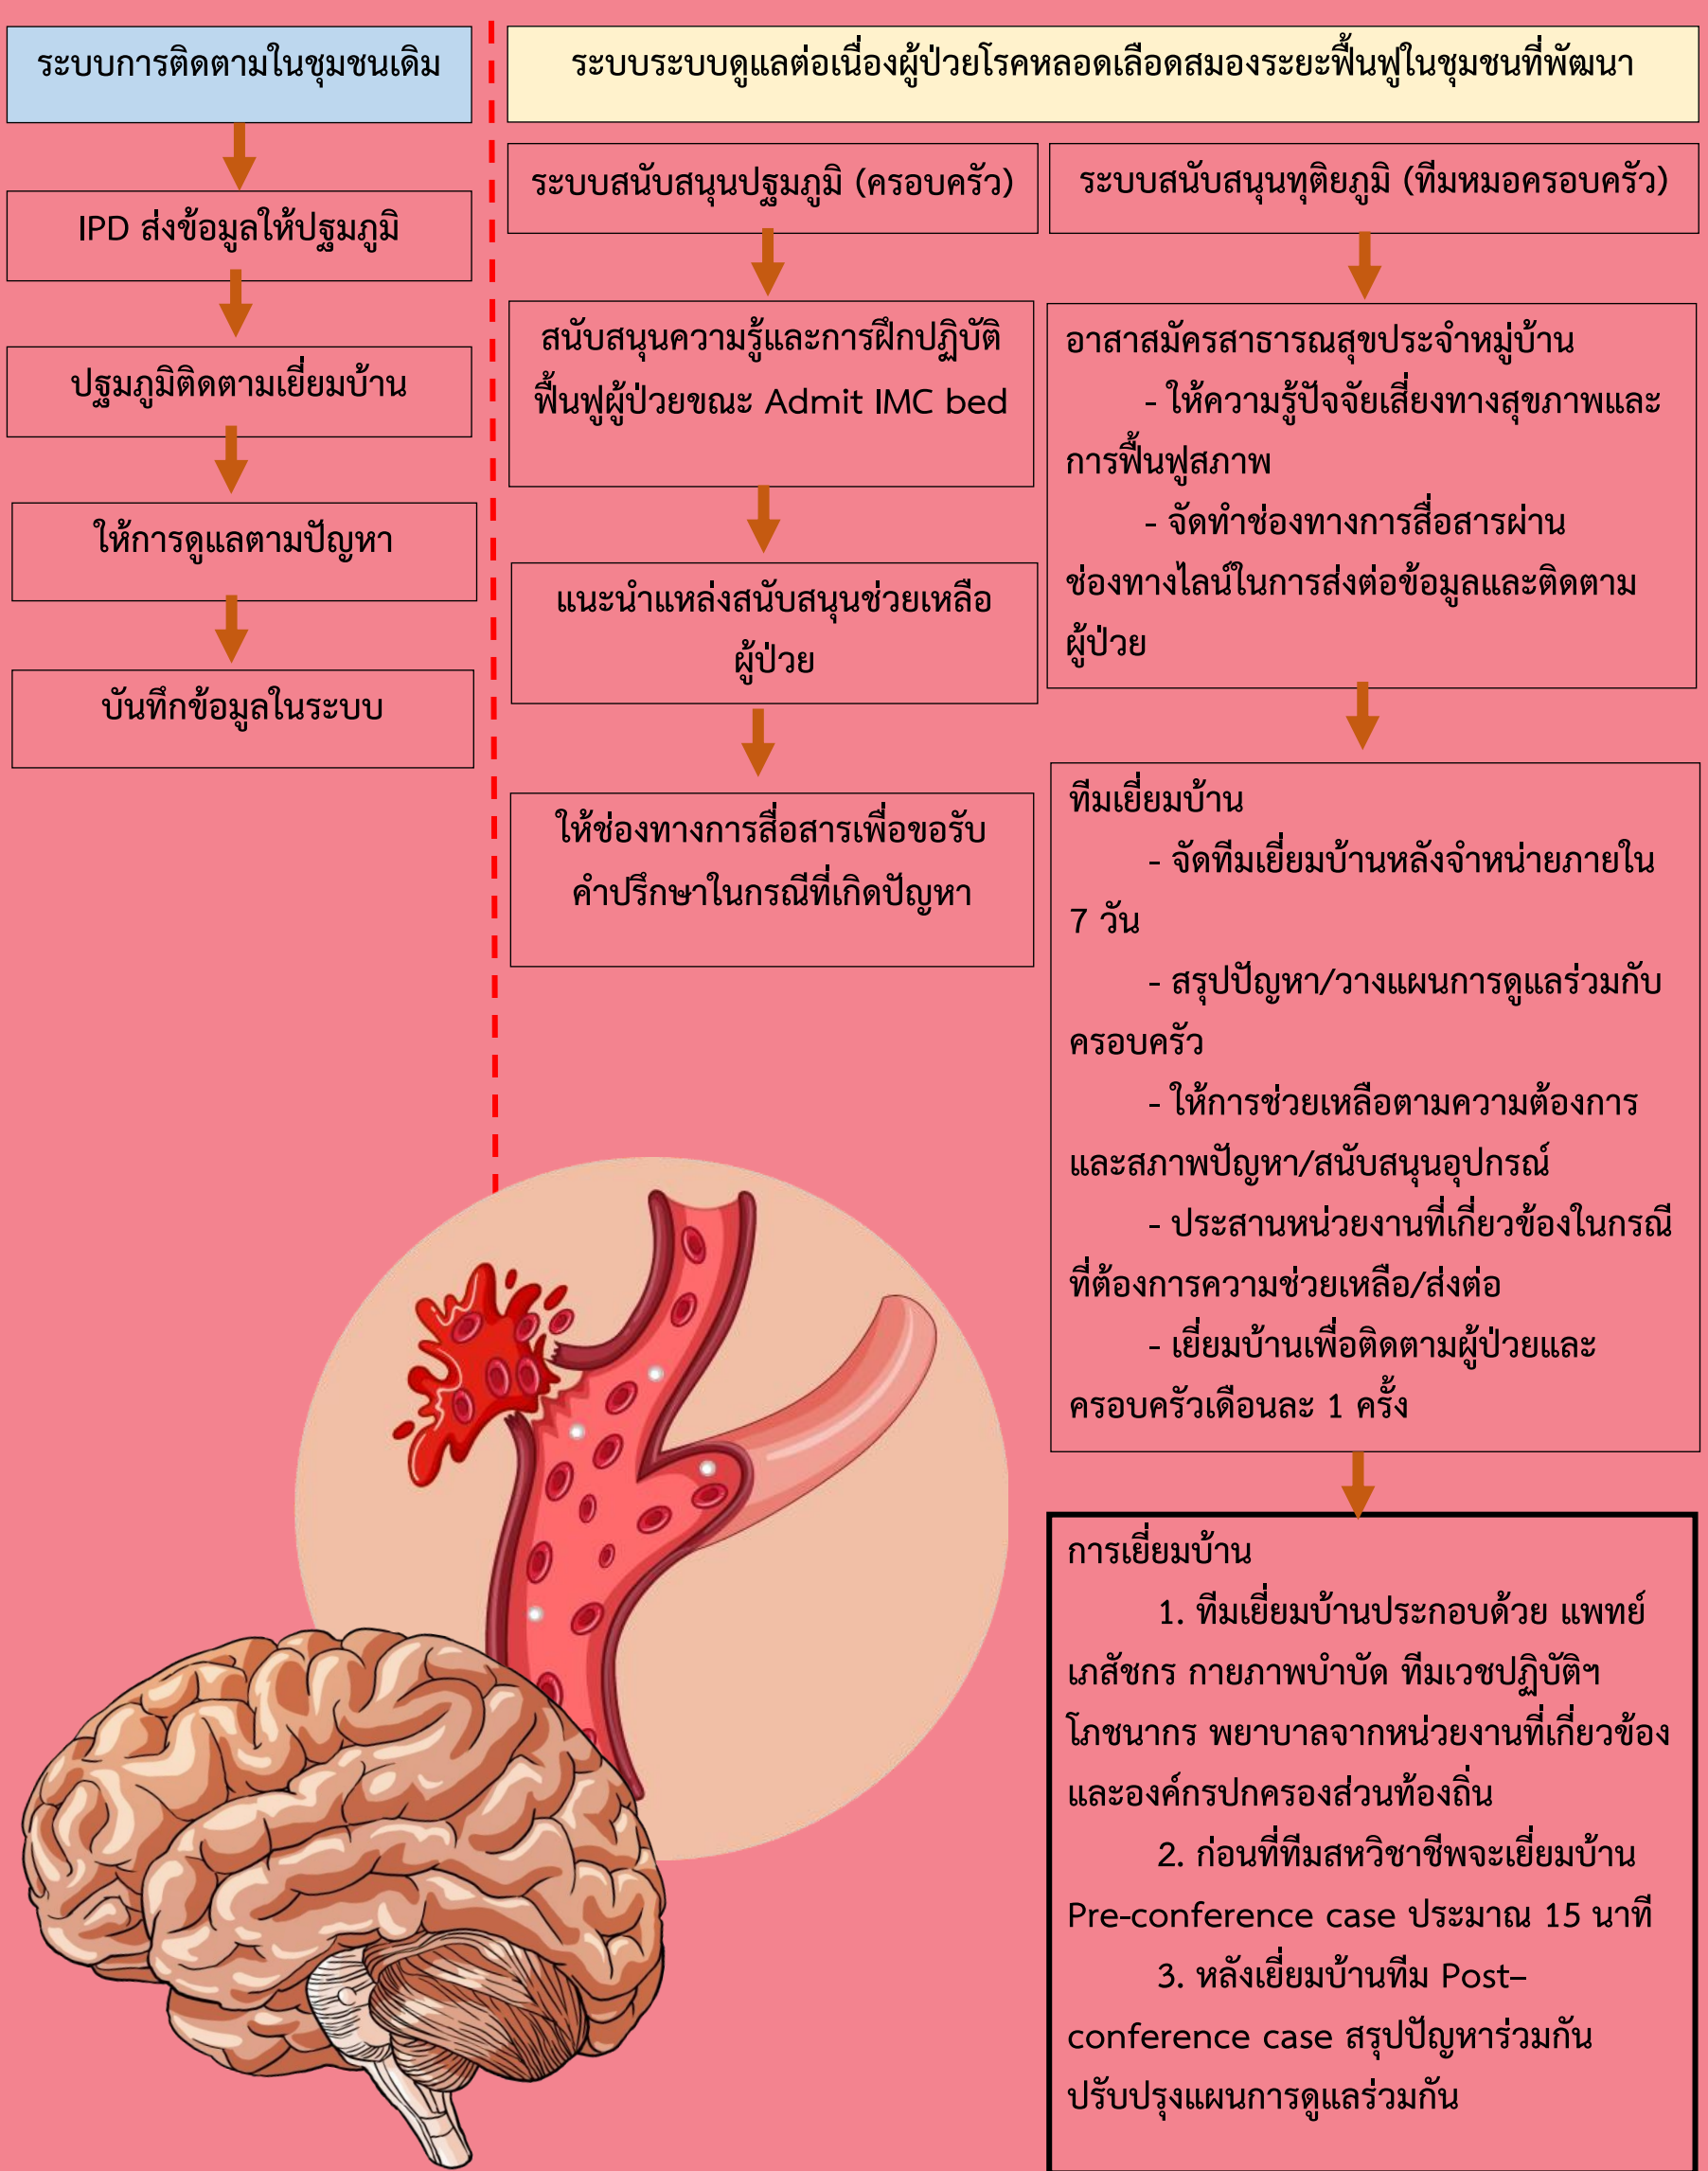 ระบบการติดตามในชุมชนเดิม
IPD ส่งข้อมูลให้ปฐมภูมิ
ปฐมภูมิติดตามเยี่ยมบ้าน
ให้การดูแลตามปัญหา
บันทึกข้อมูลในระบบ
ระบบระบบดูแลต่อเนื่องผู้ป่วยโรคหลอดเลือดสมองระยะฟื้นฟูในชุมชนที่พัฒนา
ระบบสนับสนุนปฐมภูมิ (ครอบครัว)
สนับสนุนความรู้และการฝึกปฏิบัติ
ฟื้นฟูผู้ป่วยขณะ Admit IMC bed
แนะนำแหล่งสนับสนุนช่วยเหลือ
ผู้ป่วย
ให้ช่องทางการสื่อสารเพื่อขอรับ
คำปรึกษาในกรณีที่เกิดปัญหา
ระบบสนับสนุนทุติยภูมิ (ทีมหมอครอบครัว)
อาสาสมัครสาธารณสุขประจำหมู่บ้าน
- ให้ความรู้ปัจจัยเสี่ยงทางสุขภาพและ
การฟื้นฟูสภาพ
- จัดทำช่องทางการสื่อสารผ่าน
ช่องทางไลน์ในการส่งต่อข้อมูลและติดตาม
ผู้ป่วย
ทีมเยี่ยมบ้าน
- จัดทีมเยี่ยมบ้านหลังจำหน่ายภายใน
7 วัน
- สรุปปัญหา/วางแผนการดูแลร่วมกับ
ครอบครัว
- ให้การช่วยเหลือตามความต้องการ
และสภาพปัญหา/สนับสนุนอุปกรณ์
- ประสานหน่วยงานที่เกี่ยวข้องในกรณี
ที่ต้องการความช่วยเหลือ/ส่งต่อ
- เยี่ยมบ้านเพื่อติดตามผู้ป่วยและ
ครอบครัวเดือนละ 1 ครั้ง
การเยี่ยมบ้าน
1. ทีมเยี่ยมบ้านประกอบด้วย แพทย์
เภสัชกร กายภาพบำบัด ทีมเวชปฏิบัติฯ
โภชนากร พยาบาลจากหน่วยงานที่เกี่ยวข้อง
และองค์กรปกครองส่วนท้องถิ่น
2. ก่อนที่ทีมสหวิชาชีพจะเยี่ยมบ้าน
Pre-conference case ประมาณ 15 นาที
3. หลังเยี่ยมบ้านทีม Post–
conference case สรุปปัญหาร่วมกัน
ปรับปรุงแผนการดูแลร่วมกัน